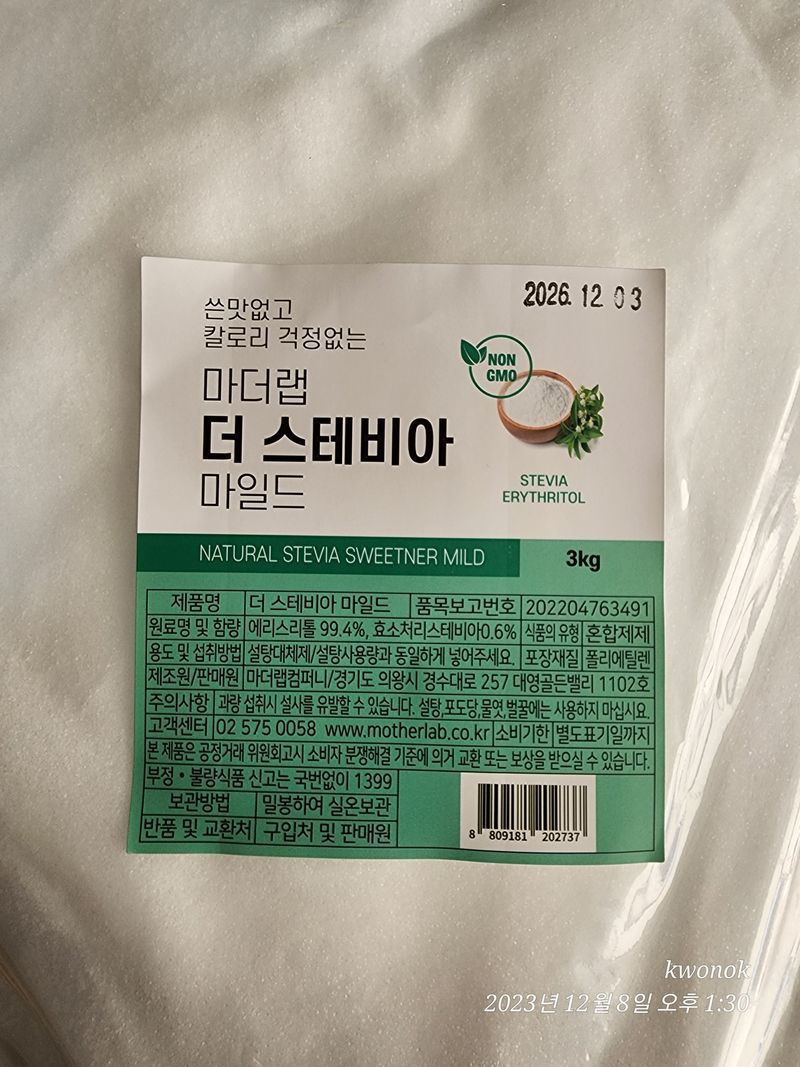 2026. 12. 03
쓴맛없고
칼로리 걱정없는
마더랩
더 스테비아
마일드
NON
GMO
STEVIA
ERYTHRITOL
NATURAL STEVIA SWEETNER MILD
3kg
제품명 더 스테비아 마일드 품목보고번호 202204763491
원료명 및 함량 에리스리톨 99.4%, 효소처리스테비아0.6% 식품의 유형 혼합제제
용도 및 섭취방법 설탕대체제/설탕사용량과 동일하게 넣어주세요. 포장재질 폴리에틸렌
제조원/판매원 마더랩컴퍼니/경기도 의왕시 경수대로 257 대영골든밸리 1102호
주의사항 과량 섭취시 설사를 유발할 수 있습니다. 설탕,포도당,물엿,벌꿀에는 사용하지 마십시요.
고객센터 02 575 0058 www.motherlab.co.kr 소비기한 별도표기일까지
본 제품은 공정거래 위원회고시 소비자 분쟁해결 기준에 의거 교환 또는 보상을 받으실 수 있습니다.
부정·불량식품 신고는 국번없이 1399
보관방법 밀봉하여 실온보관
반품 및 교환처 구입처 및 판매원
8 809181 202737
kwonok
2023년 12월 8일 오후 1:30